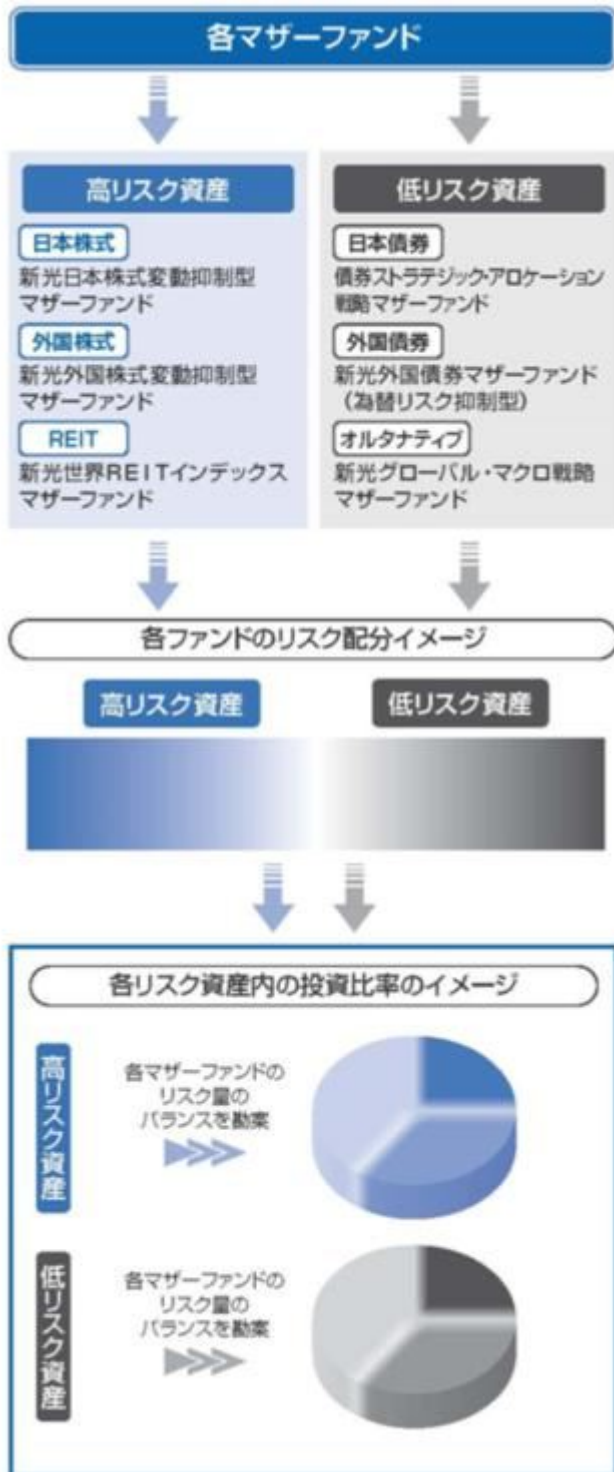 各マザーファンド
高リスク資産
日本株式
新光日本株式変動抑制型
マザーファンド
外国株式
新光外国株式変動抑制型
マザーファンド
REIT
新光世界REITインデックス
マザーファンド
低リスク資産
日本債券
債券ストラテジック・アロケーション
戦略マザーファンド
外国債券
新光外国債券マザーファンド
(為替リスク抑制型)
オルタナティブ
新光グローバル・マクロ戦略
マザーファンド
各ファンドのリスク配分イメージ
高リスク資産
低リスク資産
各リスク資産内の投資比率のイメージ
高リスク資産
各マザーファンドの
リスク量の
バランスを勘案
低リスク資産
各マザーファンドの
リスク量の
バランスを勘案